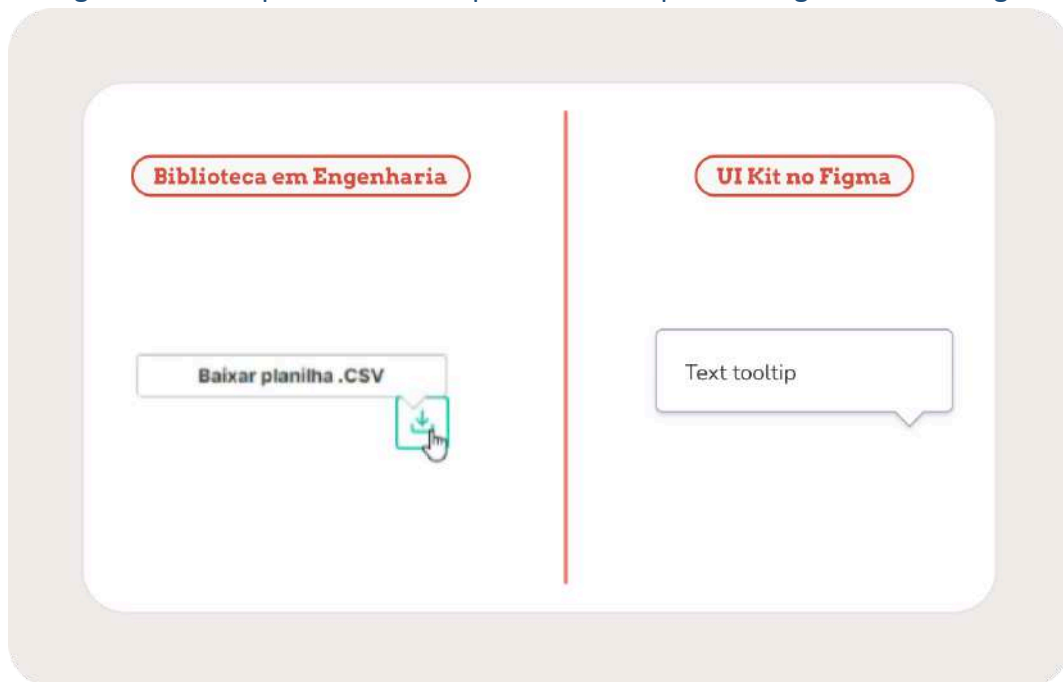 Biblioteca em Engenharia
UI Kit no Figma
Baixar planilha .CSV
Text tooltip